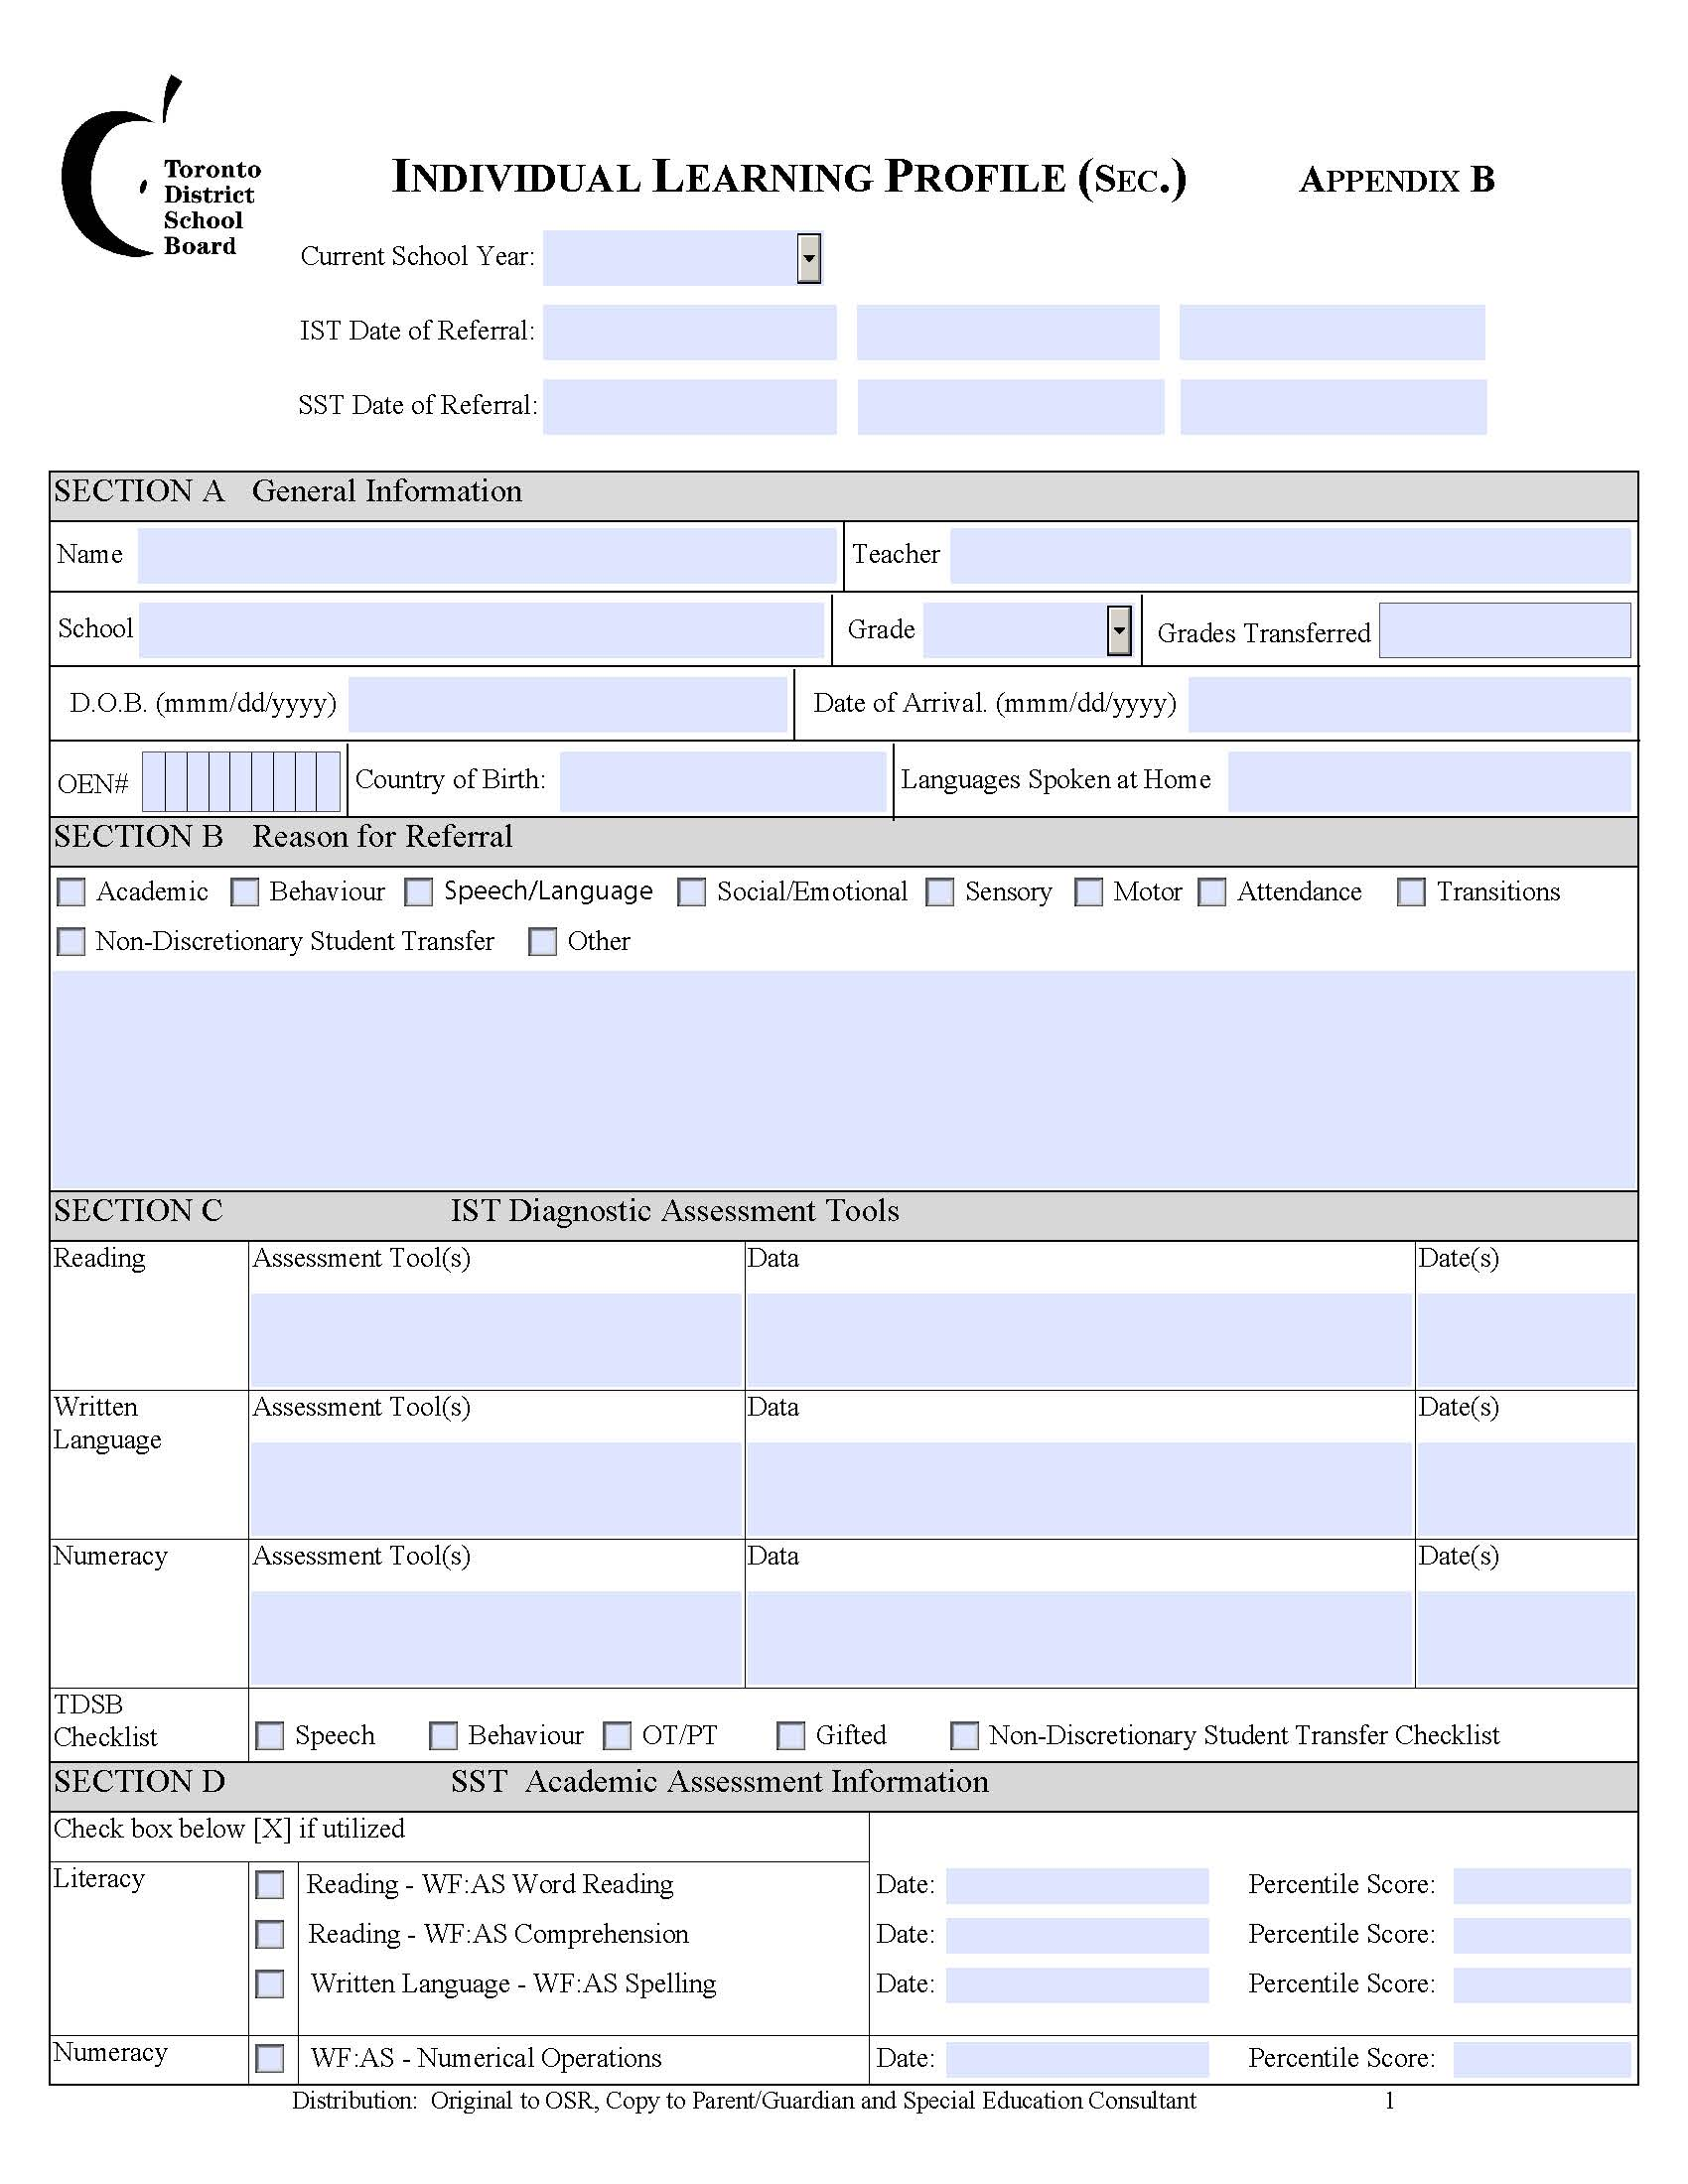 Toronto
District
School
Board
INDIVIDUAL LEARNING PROFILE (SEC.) APPENDIX B
Current School Year:
IST Date of Referral:
SST Date of Referral:
SECTION A General Information
Name Teacher
School Grade Grades Transferred
D.O.B. (mmm/dd/yyyy) Date of Arrival. (mmm/dd/yyyy)
OEN# Country of Birth: Languages Spoken at Home
SECTION B Reason for Referral
Academic Behaviour Speech/Language Social/Emotional Sensory Motor Attendance Transitions
Non-Discretionary Student Transfer Other
SECTION C IST Diagnostic Assessment Tools
Reading Assessment Tool(s) Data Date(s)
Written Assessment Tool(s) Data Date(s)
Language
Numeracy Assessment Tool(s) Data Date(s)
TDSB
Checklist Speech Behaviour OT/PT Gifted Non-Discretionary Student Transfer Checklist
SECTION D SST Academic Assessment Information
Check box below [X] if utilized
Literacy Reading - WF:AS Word Reading Date: Percentile Score:
Reading - WF:AS Comprehension Date: Percentile Score:
Written Language - WF:AS Spelling Date: Percentile Score:
Numeracy WF:AS - Numerical Operations Date: Percentile Score:
Distribution: Original to OSR, Copy to Parent/Guardian and Special Education Consultant 1